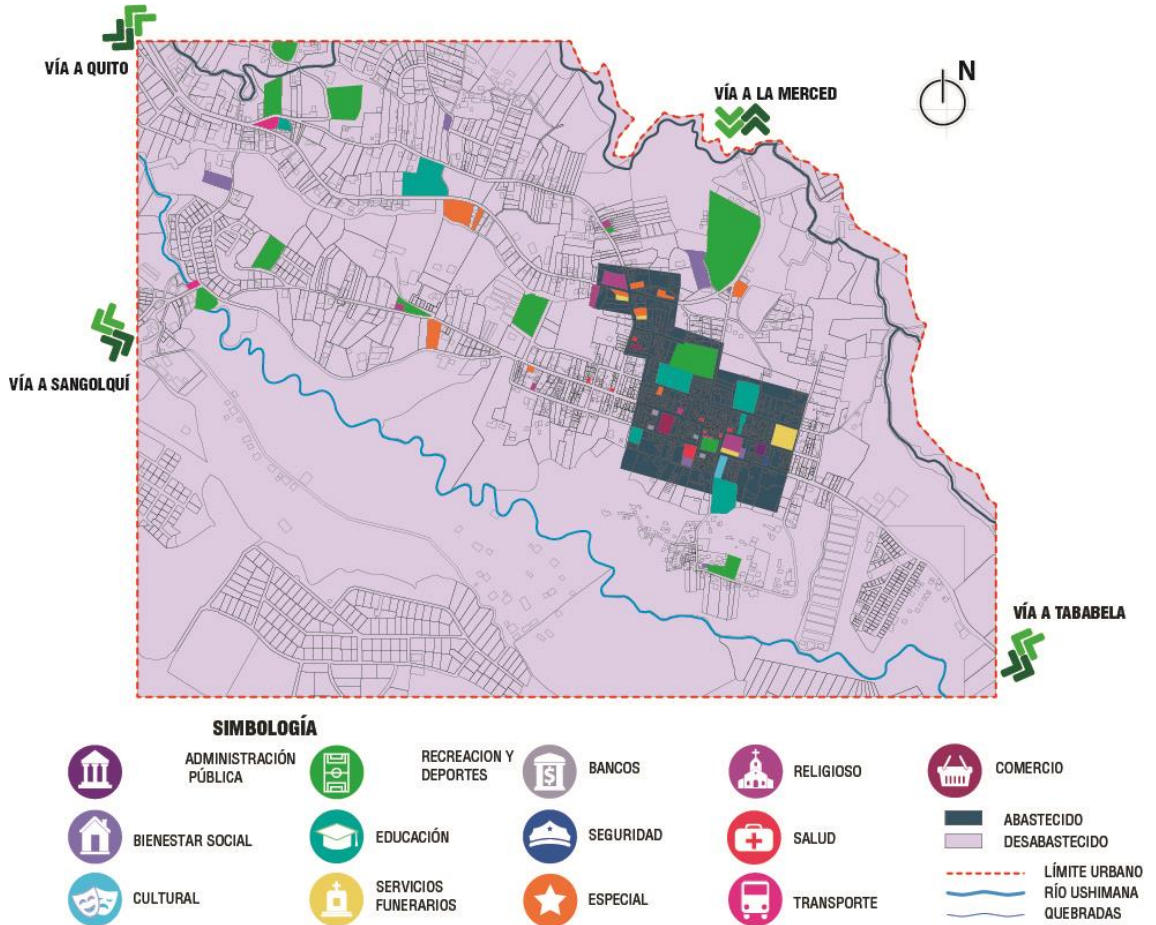 VÍA A QUITO
VÍA A LA MERCED
N
VÍA A SANGOLQUÍ
VÍA A TABABELA
SIMBOLOGÍA
ADMINISTRACIÓN
PÚBLICA
RECREACION Y
DEPORTES
$
BANCOS
RELIGIOSO
COMERCIO
BIENESTAR SOCIAL
EDUCACIÓN
SEGURIDAD
SALUD
ABASTECIDO
DESABASTECIDO
CULTURAL
SERVICIOS
FUNERARIOS
ESPECIAL
TRANSPORTE
LÍMITE URBANO
RÍO USHIMANA
QUEBRADAS